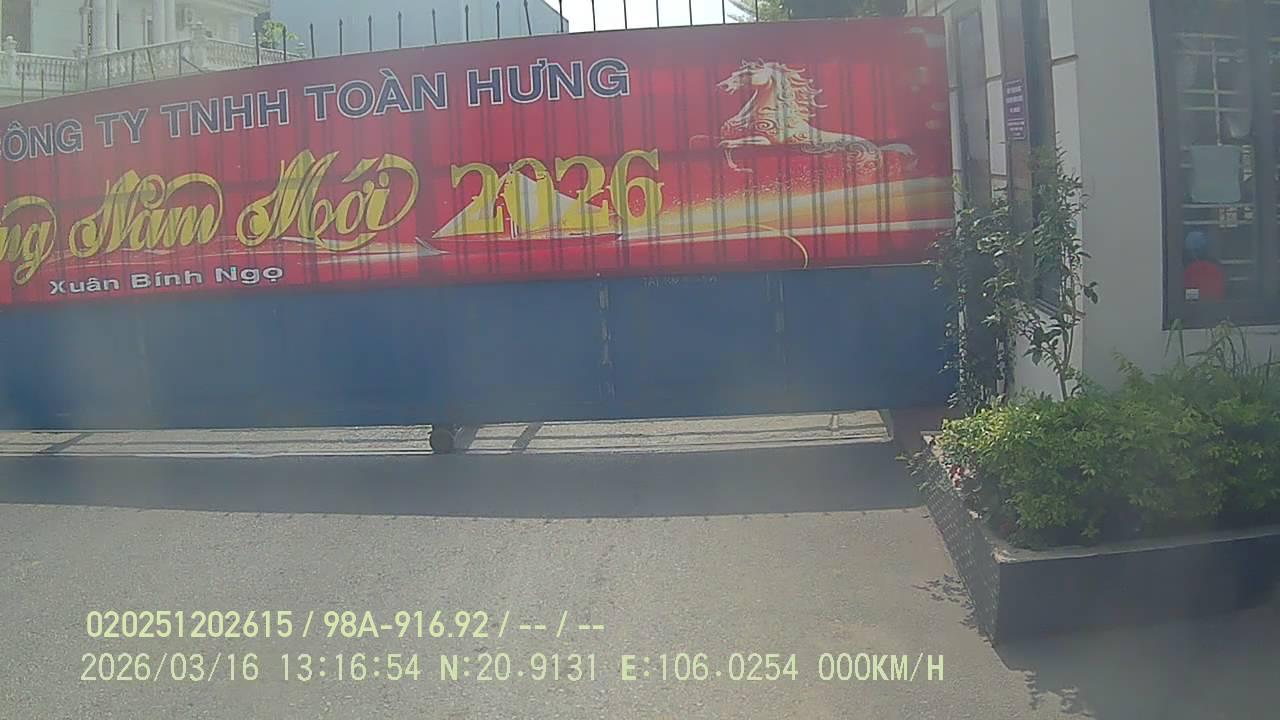 CÔNG TY TNHH TOÀN HƯNG
ng Năm Mới 2026
Xuân Bính Ngọ
020251202615 / 98A-916.92 / -- / --
2026/03/16 13:16:54 N:20.9131 E:106.0254 000KM/H